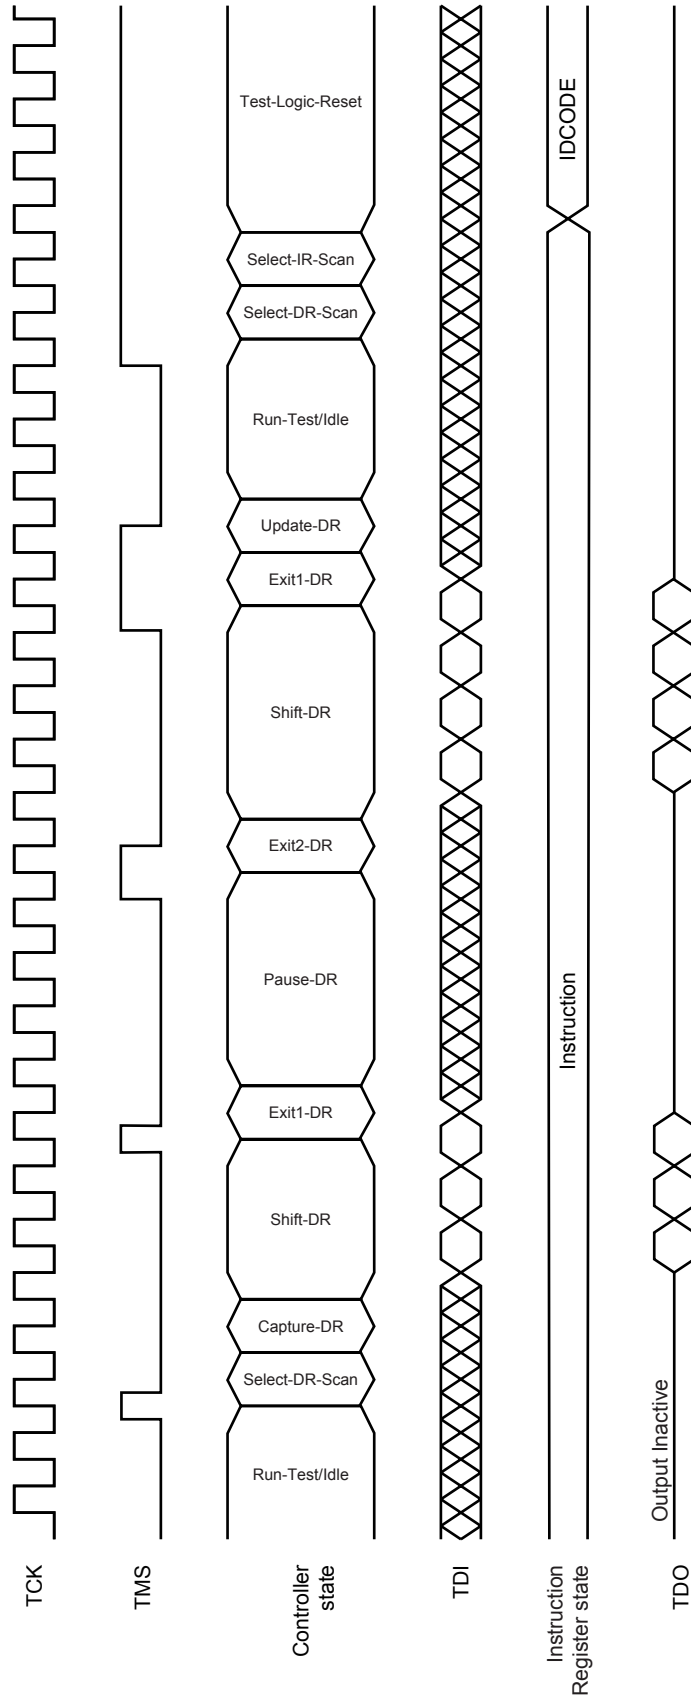 Test-Logic-Reset
IDCODE
Select-IR-Scan
Select-DR-Scan
Run-Test/Idle
Update-DR
Exit1-DR
Shift-DR
Exit2-DR
Pause-DR
Instruction
Exit1-DR
Shift-DR
Capture-DR
Select-DR-Scan
Run-Test/Idle
Output Inactive
TCK
TMS
Controller
state
TDI
Instruction
Register state
TDO